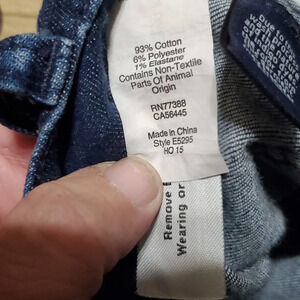 93% Cotton
6% Polyester
1% Elastane
Contains Non-Textile
Parts Of Animal
Origin
RN77388
CA56445
Made in China
Style E5295
HO 15
Remove
Wearing or